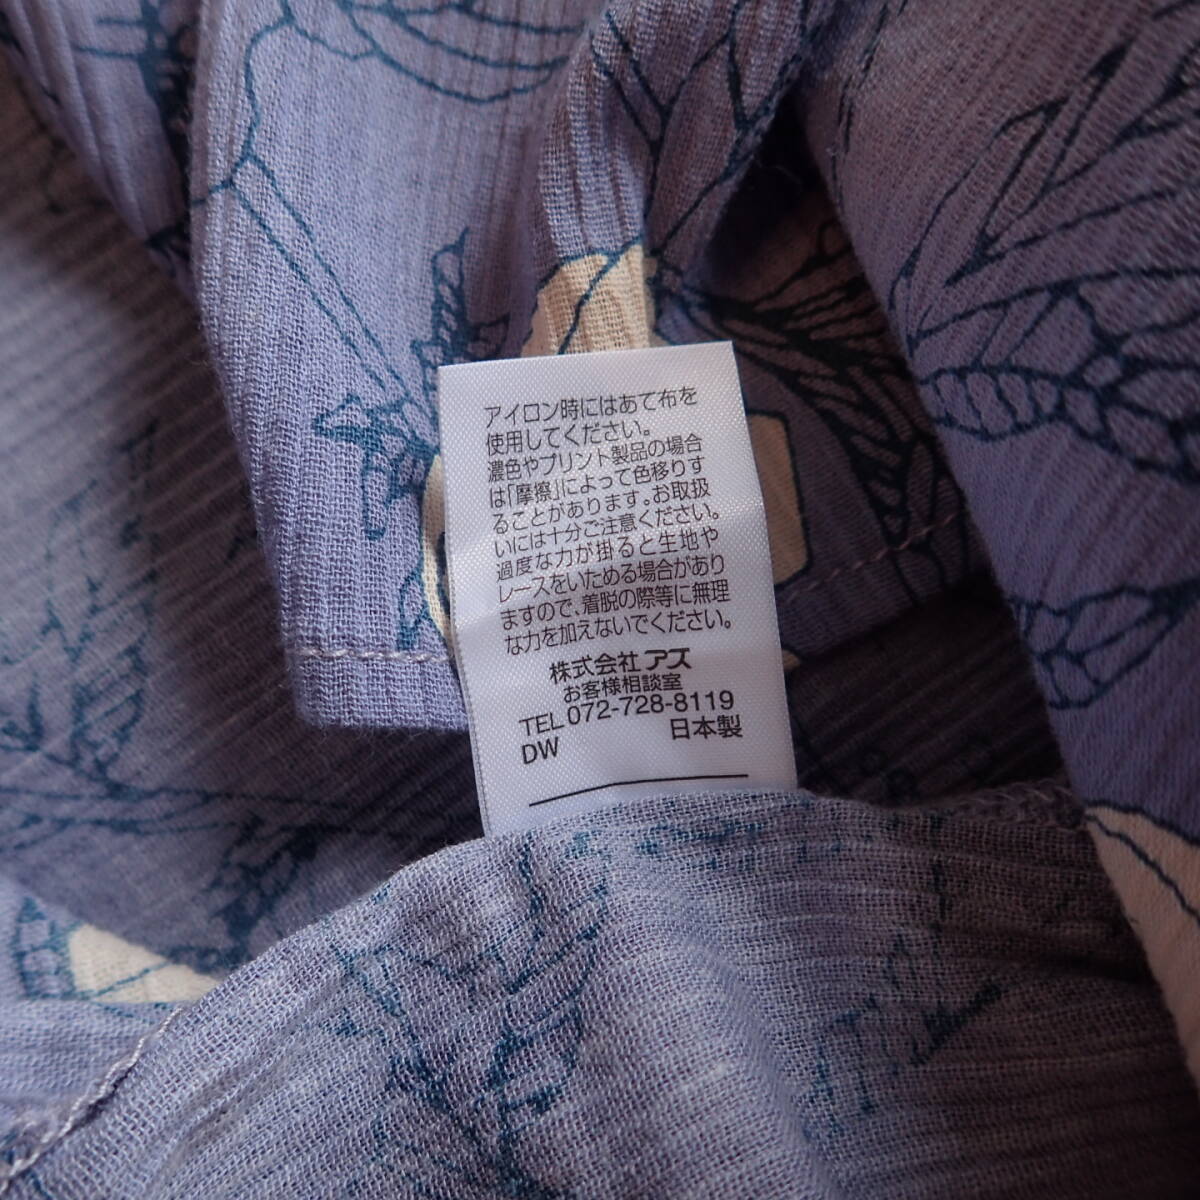 アイロン時にはあて布を
使用してください。
濃色やプリント製品の場合
は「摩擦」によって色移りす
ることがあります。お取扱
いには十分ご注意ください。
過度な力が掛ると生地や
レースをいためる場合があり
ますので、着脱の際等に無理
な力を加えないでください。
株式会社 アズ
お客様相談室
TEL 072-728-8119
DW 日本製